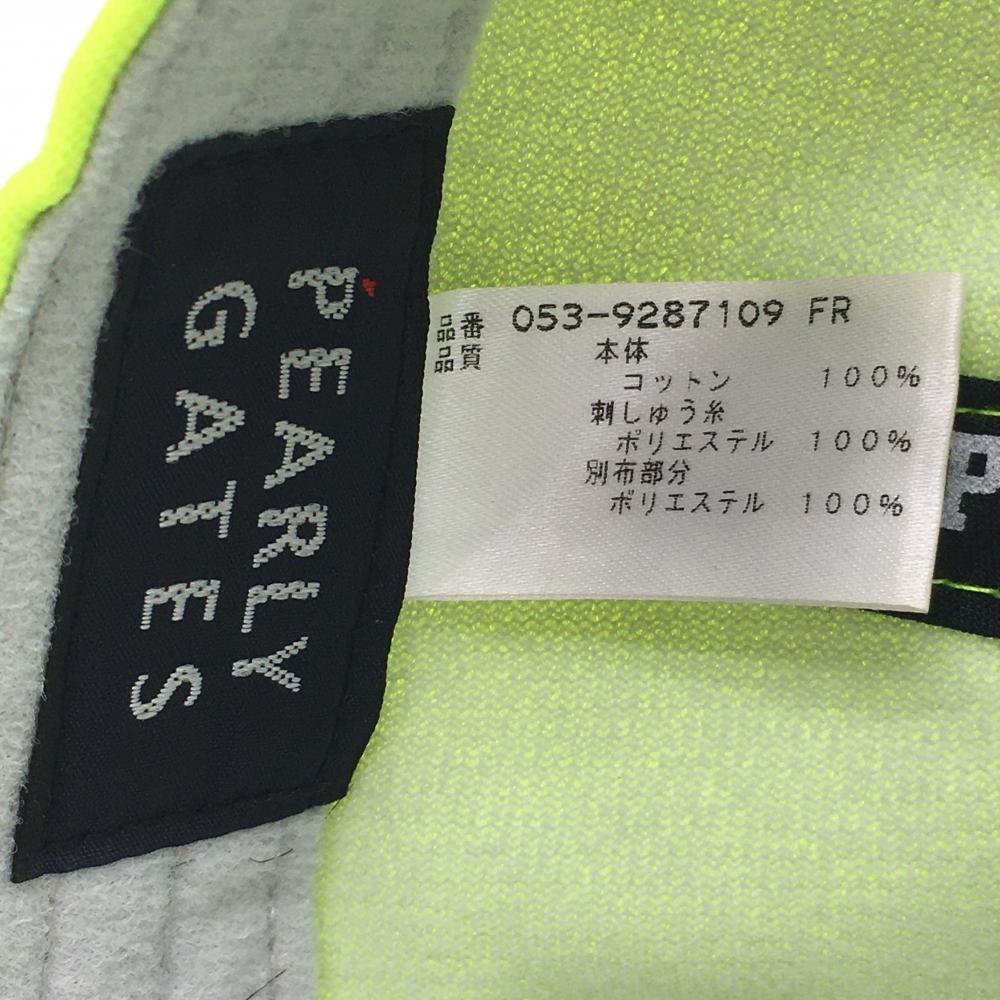 PEARLY
GATES
品番 053-9287109 FR
品質 本体
コットン 100%
刺しゅう糸
ポリエステル 100%
別布部分
ポリエステル 100%
P